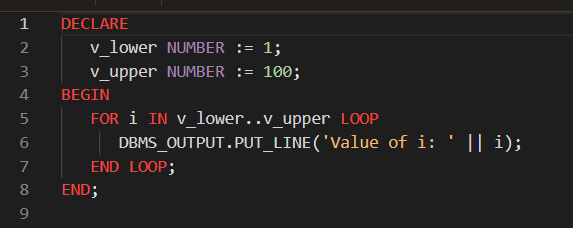 1 DECLARE
2 v_lower NUMBER := 1;
3 v_upper NUMBER := 100;
4 BEGIN
5 FOR i IN v_lower..v_upper LOOP
6 DBMS_OUTPUT.PUT_LINE('Value of i: ' || i);
7 END LOOP;
8 END;
9